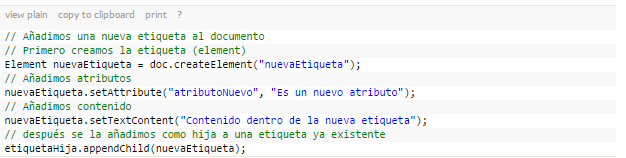 view plain copy to clipboard print ?
// Añadimos una nueva etiqueta al documento
// Primero creamos la etiqueta (element)
Element nuevaEtiqueta = doc.createElement("nuevaEtiqueta");
// Añadimos atributos
nuevaEtiqueta.setAttribute("atributoNuevo", "Es un nuevo atributo");
// Añadimos contenido
nuevaEtiqueta.setTextContent("Contenido dentro de la nueva etiqueta");
// después se la añadimos como hija a una etiqueta ya existente
etiquetaHija.appendChild(nuevaEtiqueta);